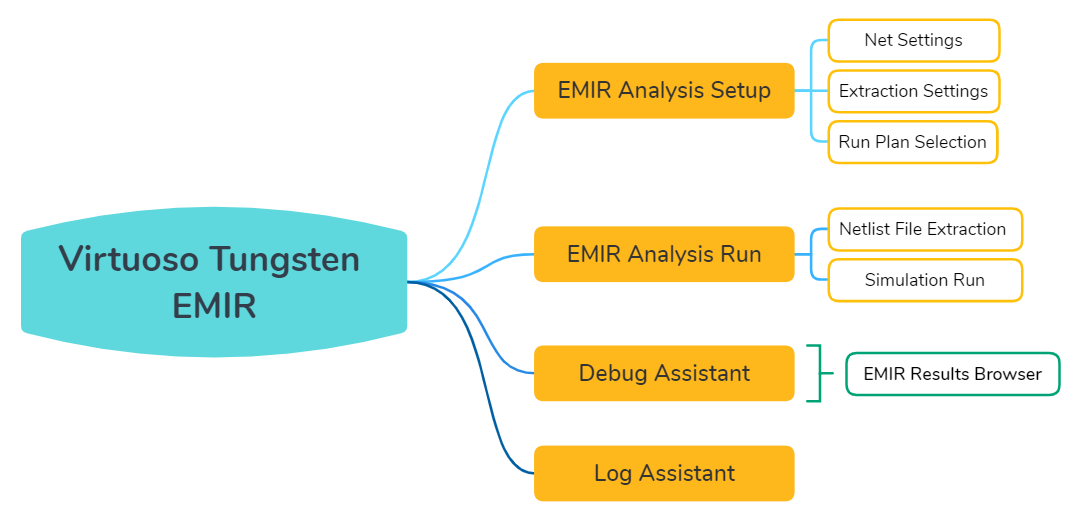 Virtuoso Tungsten
EMIR
EMIR Analysis Setup
Net Settings
Extraction Settings
Run Plan Selection
EMIR Analysis Run
Netlist File Extraction
Simulation Run
Debug Assistant
EMIR Results Browser
Log Assistant